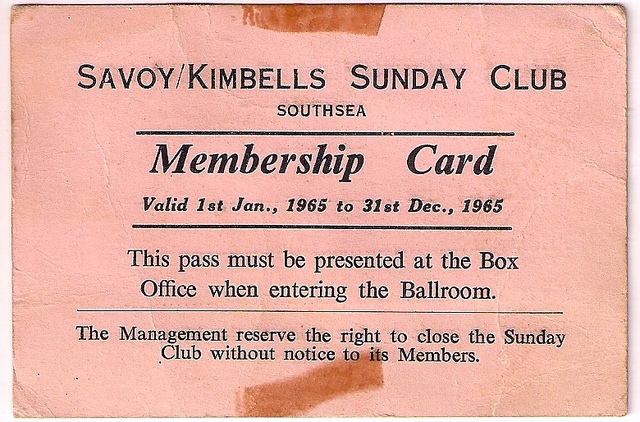 SAVOY/KIMBELLS SUNDAY CLUB
SOUTHSEA
Membership Card
Valid 1st Jan., 1965 to 31st Dec., 1965
This pass must be presented at the Box
Office when entering the Ballroom.
The Management reserve the right to close the Sunday
Club without notice to its Members.